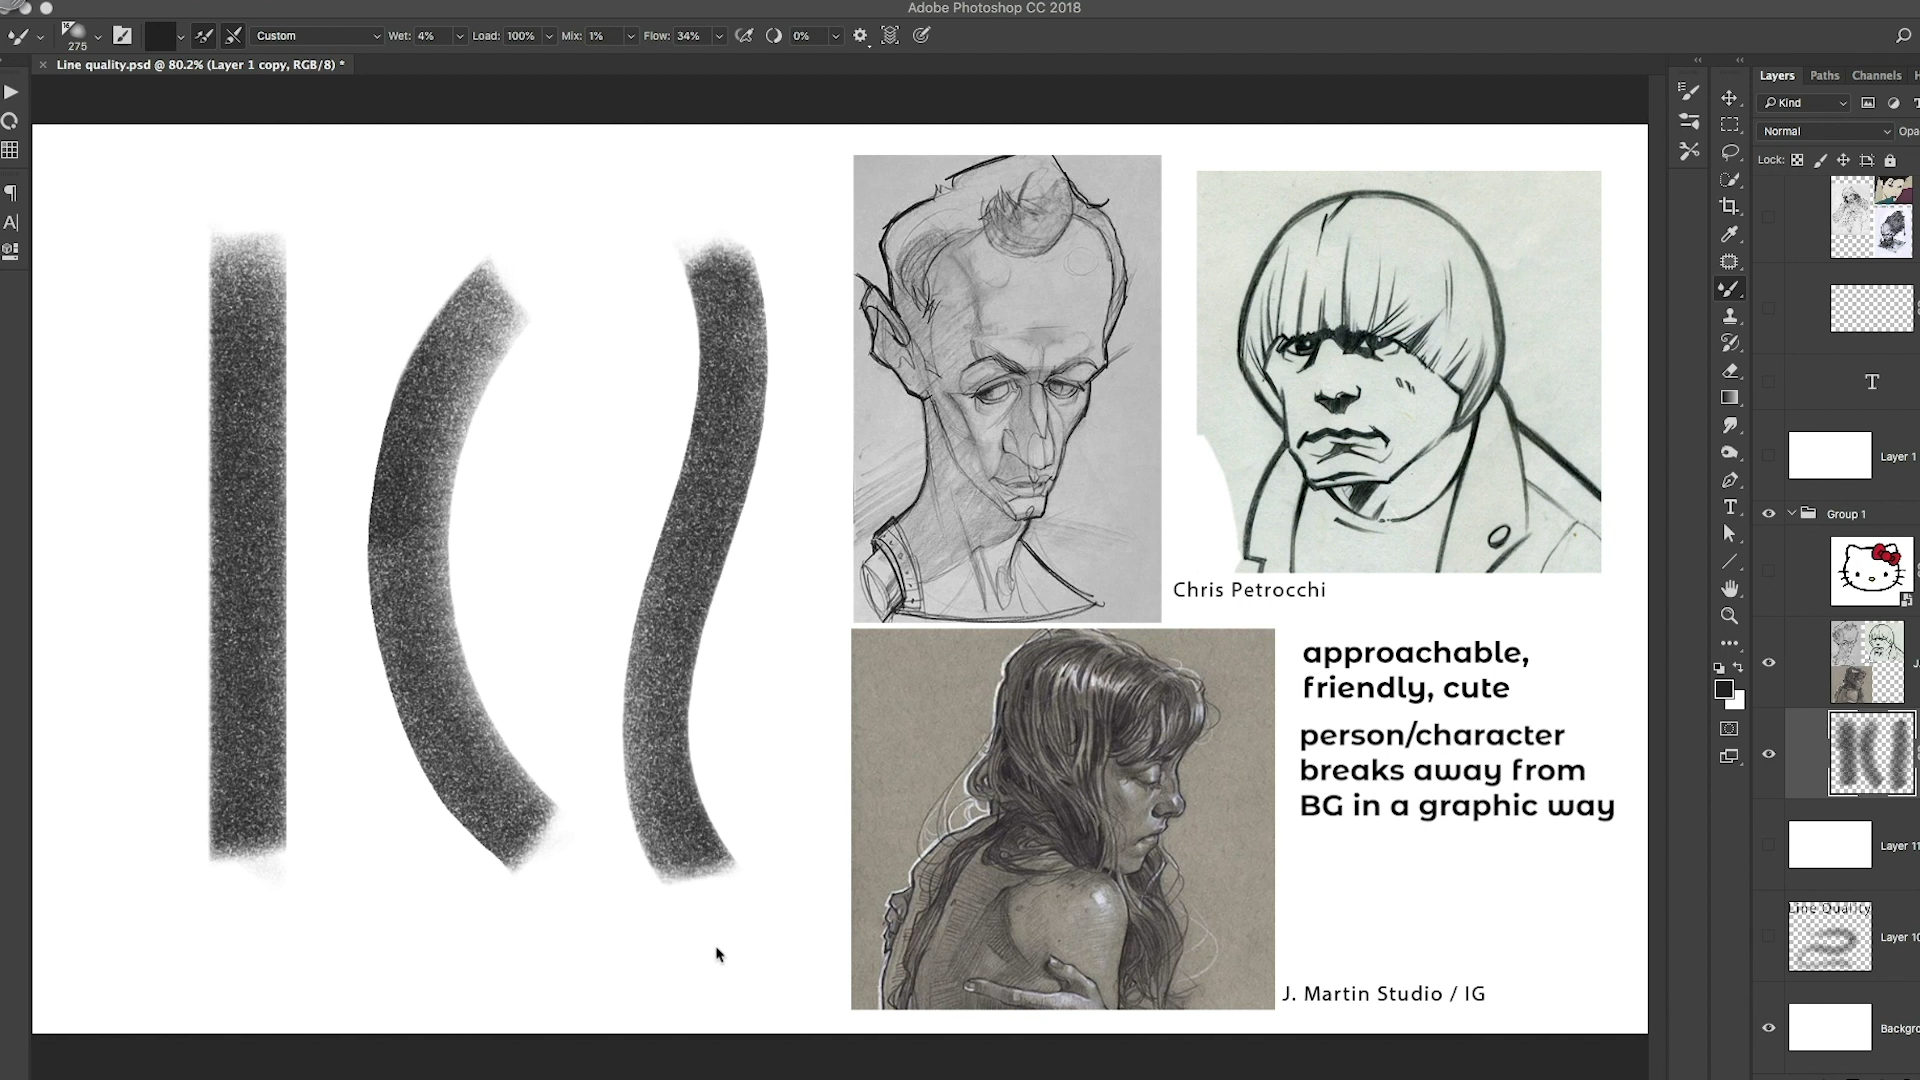 Adobe Photoshop CC 2018
275
Custom
Wet: 4%
Load: 100%
Mix: 1%
Flow: 34%
0%
Line quality.psd @ 80.2% (Layer 1 copy, RGB/8) *
Layers
Paths
Channels
Kind
Normal
Opa
Lock:
Layer 1
Group 1
Layer 11
Line Quality
Layer 10
Backgro
Chris Petrocchi
approachable,
friendly, cute
person/character
breaks away from
BG in a graphic way
J. Martin Studio / IG